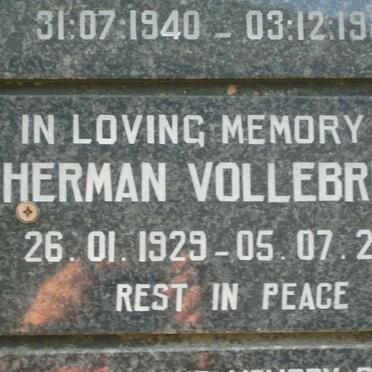 31:07:1940 - 03:12:19
IN LOVING MEMORY
HERMAN VOLLEBR
26.01.1929-05.07.2
REST IN PEACE
MEMORY